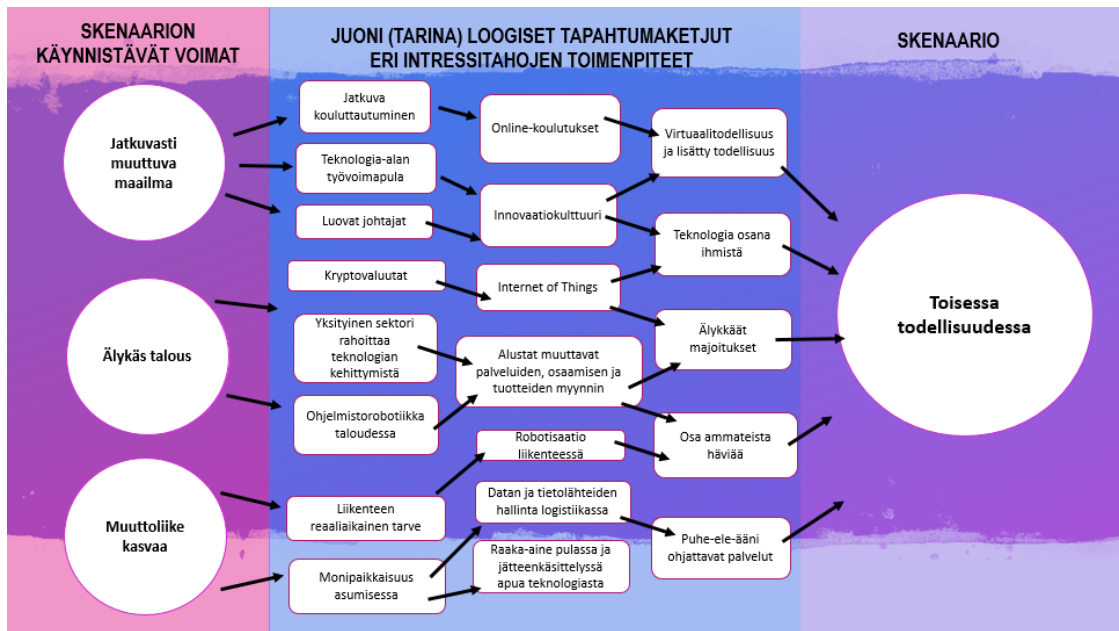 SKENAARION
KÄYNNISTÄVÄT VOIMAT
JUONI (TARINA) LOOGISET TAPAHTUMAKETJUT
ERI INTRESSITAHOJEN TOIMENPITEET
SKENAARIO
Jatkuvasti
muuttuva
maailma
Älykäs talous
Muuttoliike
kasvaa
Jatkuva
kouluttautuminen
Teknologia-alan
työvoimapula
Luovat johtajat
Kryptovaluutat
Yksityinen sektori
rahoittaa
teknologian
kehittymistä
Ohjelmistorobotiikka
taloudessa
Liikenteen
reaaliaikainen tarve
Monipaikkaisuus
asumisessa
Online-koulutukset
Innovaatiokulttuuri
Internet of Things
Alustat muuttavat
palveluiden, osaamisen ja
tuotteiden myynnin
Robotisaatio
liikenteessä
Datan ja tietolähteiden
hallinta logistiikassa
Raaka-aine pulassa ja
jätteenkäsittelyssä
apua teknologiasta
Virtuaalitodellisuus
ja lisätty todellisuus
Teknologia osana
ihmistä
Älykkäät
majoitukset
Osa ammateista
häviää
Puhe-ele-ääni
ohjattavat palvelut
Toisessa
todellisuudessa